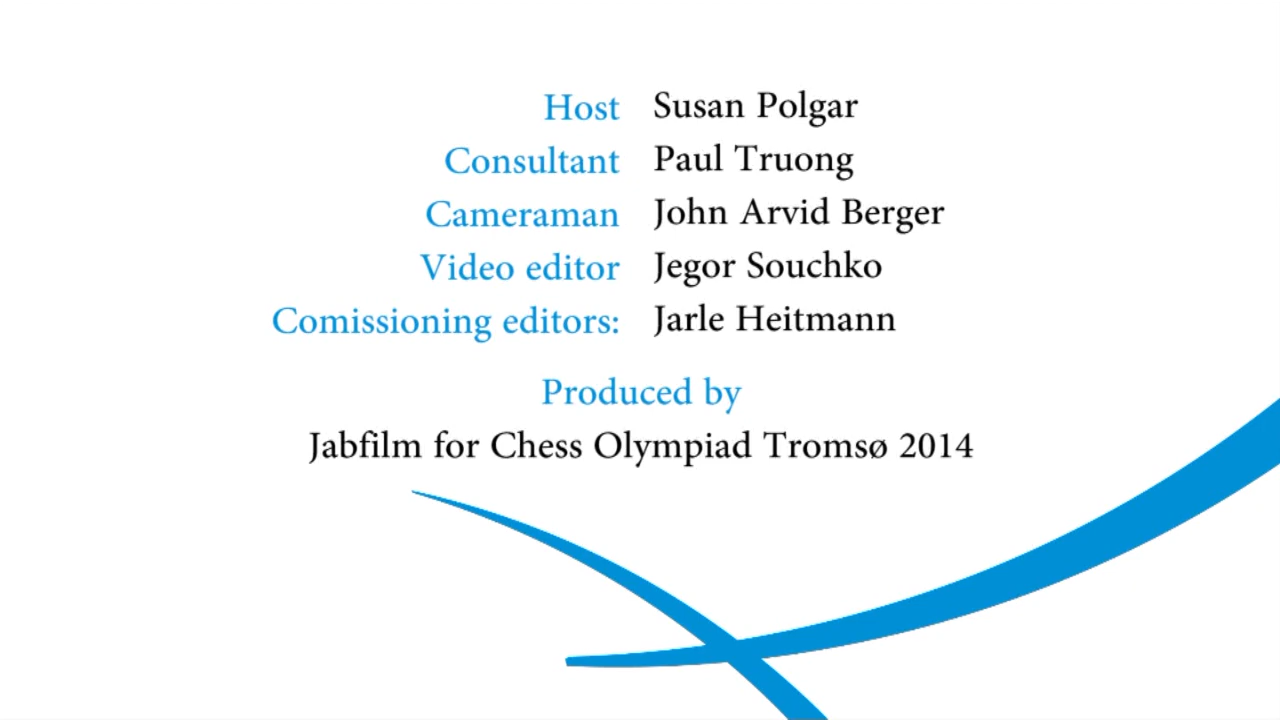 Host Susan Polgar
Consultant Paul Truong
Cameraman John Arvid Berger
Video editor Jegor Souchko
Comissioning editors: Jarle Heitmann
Produced by
Jabfilm for Chess Olympiad Tromsø 2014